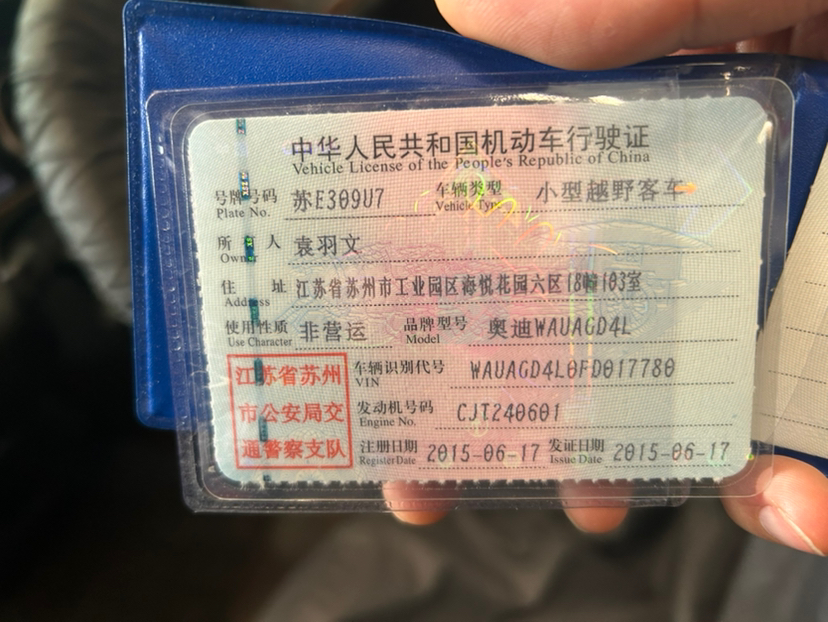 中华人民共和国机动车行驶证
Vehicle License of the People's Republic of China
号牌号码 苏E309U7 车辆类型 小型越野客车
Plate No. Vehicle Type
所有人 袁羽文
Owner
住址 江苏省苏州市工业园区海悦花园六区18幢103室
Address
使用性质 非营运 品牌型号 奥迪WAUAGD4L
Use Character Model
江苏省苏州 车辆识别代号 WAUAGD4L0FD017780
VIN
市公安局交 发动机号码 CJT240601
Engine No.
通警察支队 注册日期 2015-06-17 发证日期 2015-06-17
Register Date Issue Date